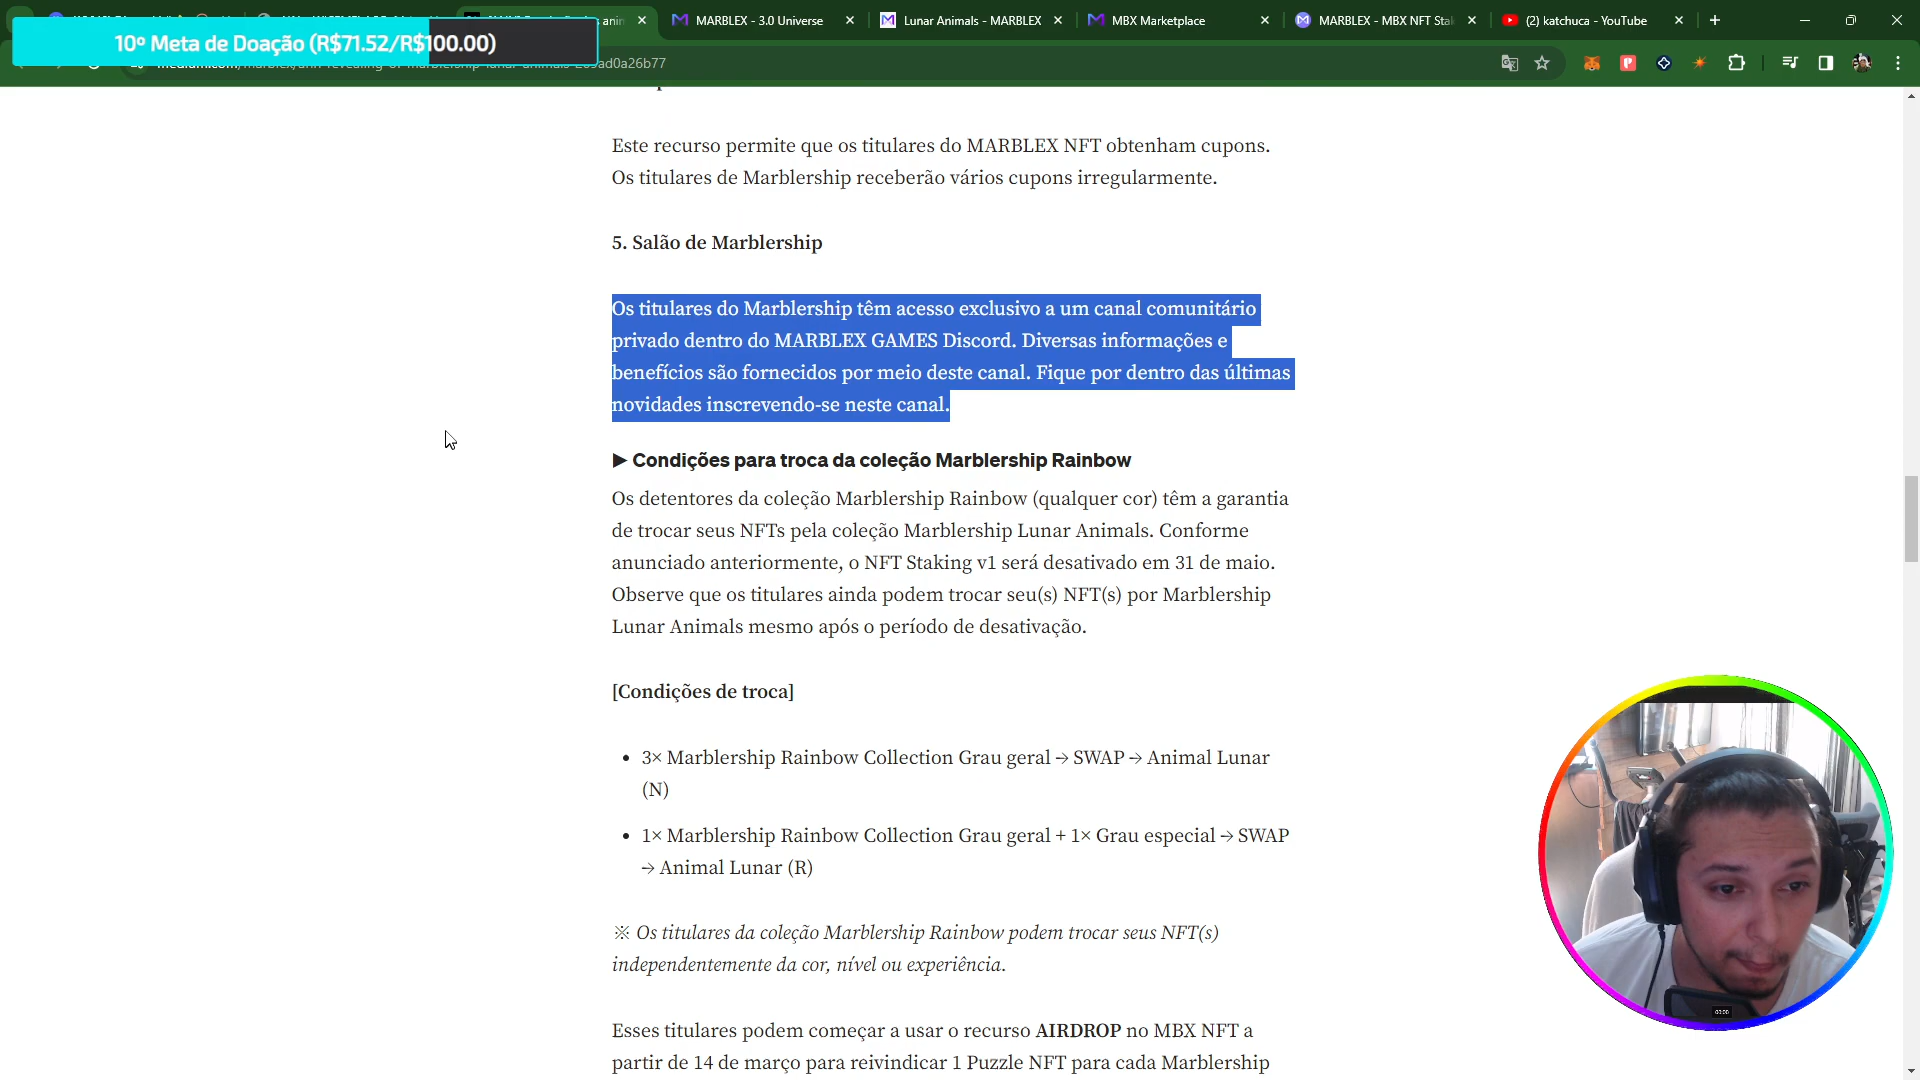 MARBLEX - 3.0 Universe
Lunar Animals - MARBLEX
MBX Marketplace
MARBLEX - MBX NFT Sta
(2) katchuca - YouTube
10º Meta de Doação (R$71.52/R$100.00)
Este recurso permite que os titulares do MARBLEX NFT obtenham cupons.
Os titulares de Marblership receberão vários cupons irregularmente.
5. Salão de Marblership
Os titulares do Marblership têm acesso exclusivo a um canal comunitário
privado dentro do MARBLEX GAMES Discord. Diversas informações e
benefícios são fornecidos por meio deste canal. Fique por dentro das últimas
novidades inscrevendo-se neste canal.
▶ Condições para troca da coleção Marblership Rainbow
Os detentores da coleção Marblership Rainbow (qualquer cor) têm a garantia
de trocar seus NFTs pela coleção Marblership Lunar Animals. Conforme
anunciado anteriormente, o NFT Staking v1 será desativado em 31 de maio.
Observe que os titulares ainda podem trocar seu(s) NFT(s) por Marblership
Lunar Animals mesmo após o período de desativação.
[Condições de troca]
• 3× Marblership Rainbow Collection Grau geral → SWAP → Animal Lunar
(N)
• 1× Marblership Rainbow Collection Grau geral + 1× Grau especial → SWAP
→ Animal Lunar (R)
※ Os titulares da coleção Marblership Rainbow podem trocar seus NFT(s)
independentemente da cor, nível ou experiência.
Esses titulares podem começar a usar o recurso AIRDROP no MBX NFT a
partir de 14 de março para reivindicar 1 Puzzle NFT para cada Marblership
00:00